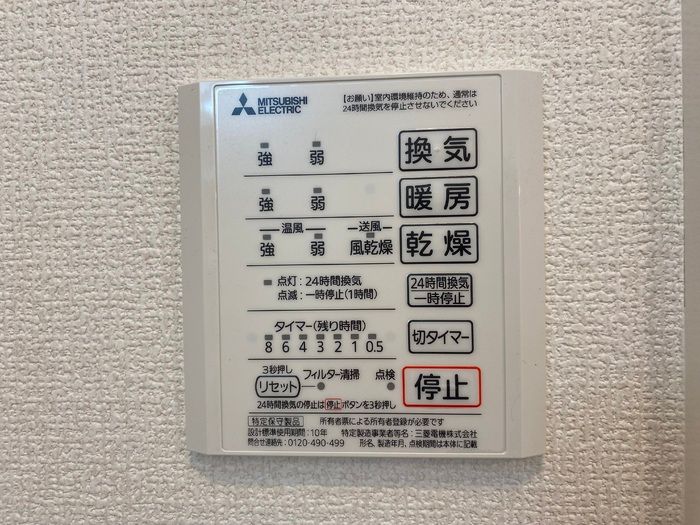 MITSUBISHI
ELECTRIC
【お願い】室内環境維持のため、通常は
24時間換気を停止させないでください
強 弱 換気
強 弱 暖房
温風 送風
強 弱 風乾燥 乾燥
点灯：24時間換気
点滅：一時停止(1時間)
24時間換気
一時停止
タイマー(残り時間)
8 6 4 3 2 1 0.5
切タイマー
3秒押し
リセット フィルター清掃 点検
停止
24時間換気の停止は停止ボタンを3秒押し
特定保守製品 所有者票による所有者登録が必要です
設計標準使用期間：10年 特定製造事業者等名：三菱電機株式会社
問合せ連絡先：0120-490-499 形名、製造年月、点検期間は本体に記載